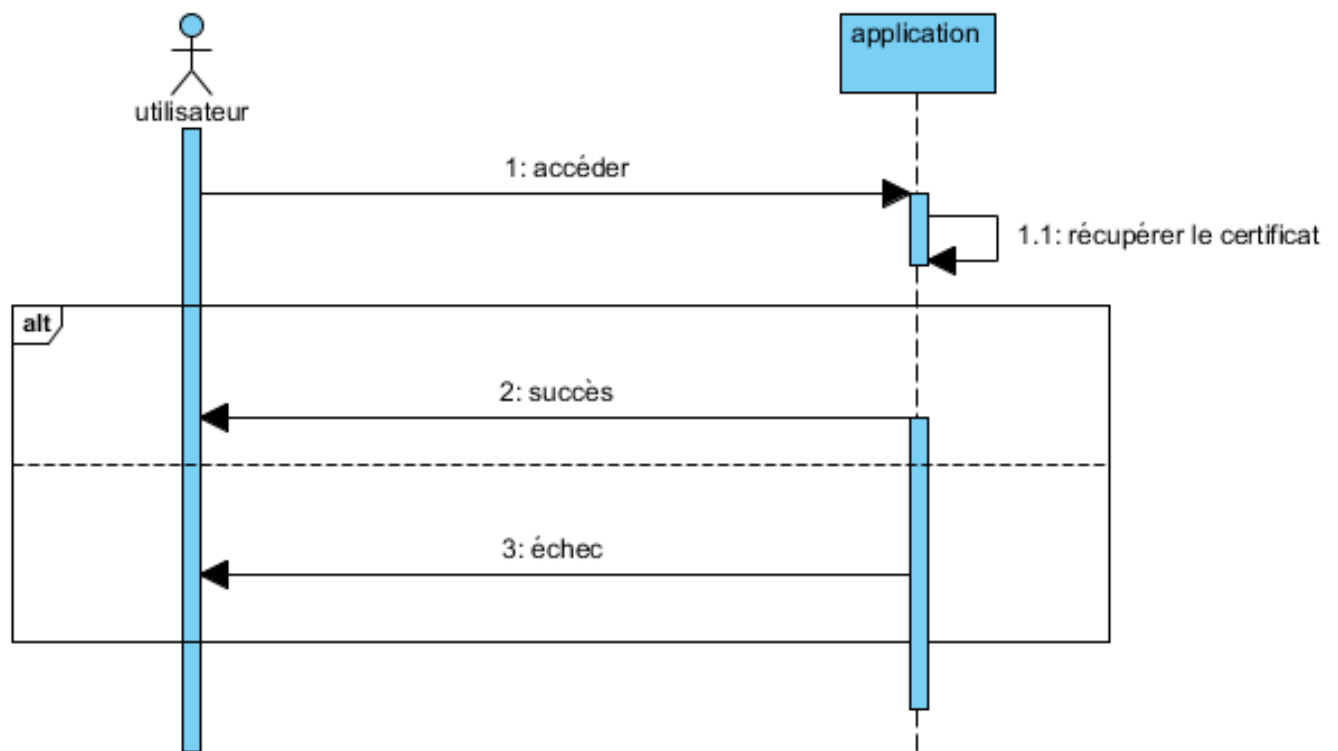 utilisateur
application
1: accéder
1.1: récupérer le certificat
alt
2: succès
3: échec